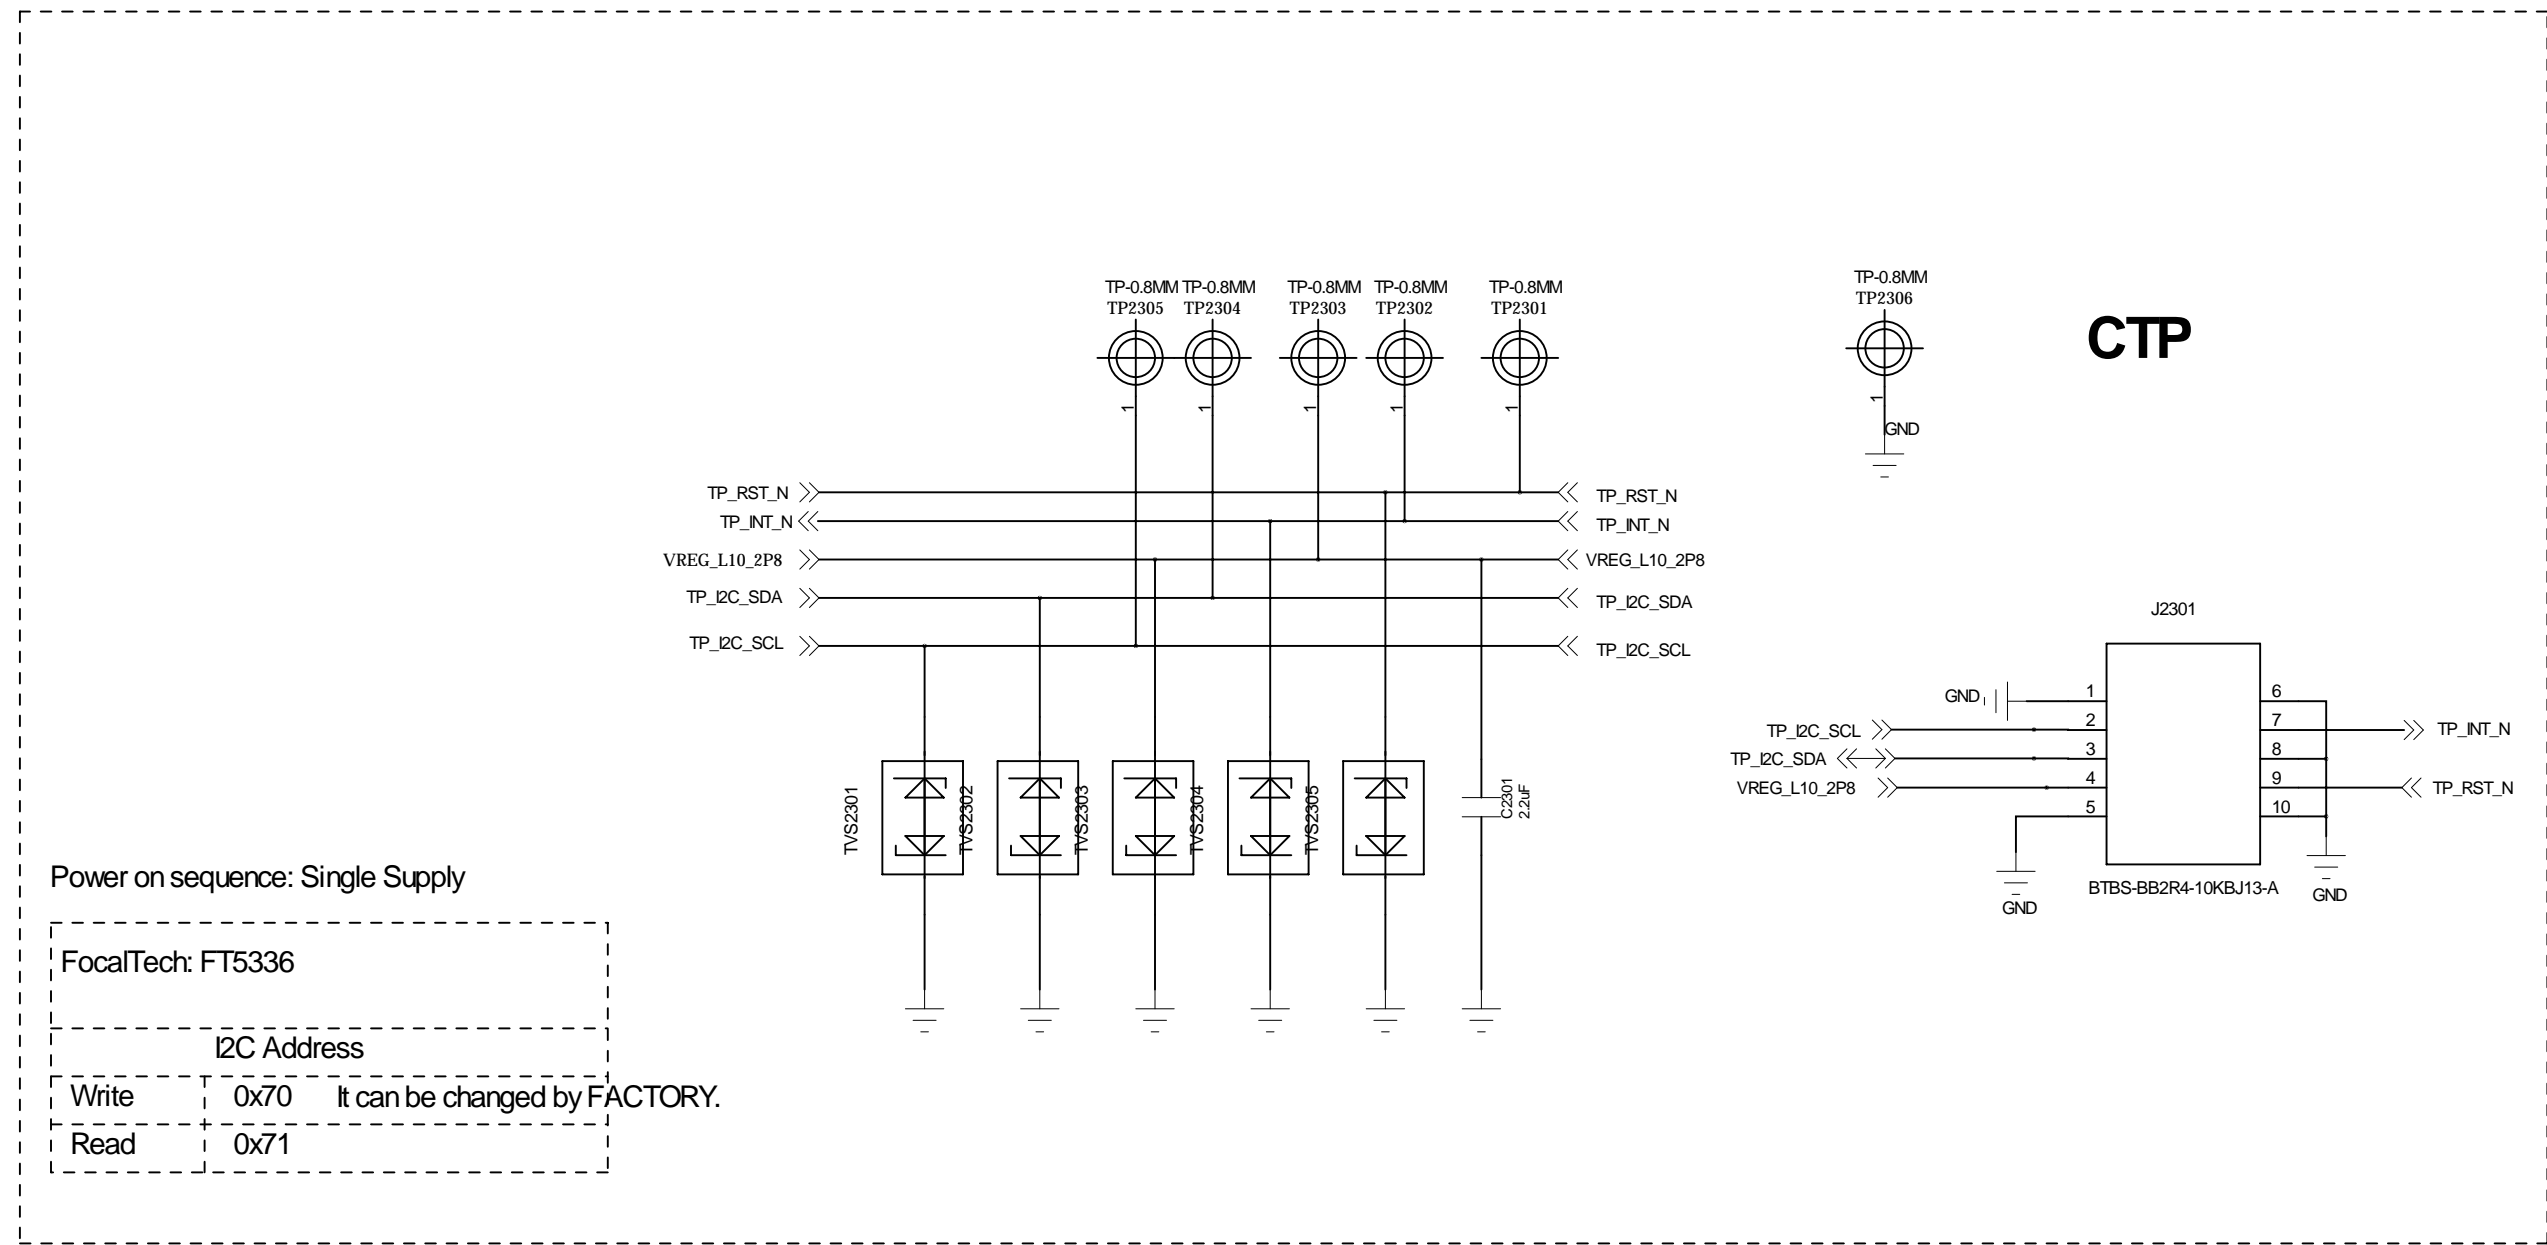 TP-0.8MM TP-0.8MM TP-0.8MM TP-0.8MM TP-0.8MM
TP2305 TP2304 TP2303 TP2302 TP2301
1 1 1 1 1
TP-0.8MM
TP2306
1
GND
CTP
TP_RST_N TP_RST_N
TP_INT_N TP_INT_N
VREG_L10_2P8 VREG_L10_2P8
TP_I2C_SDA TP_I2C_SDA
TP_I2C_SCL TP_I2C_SCL
TVS2301
TVS2302
TVS2303
TVS2304
TVS2305
C2301
2.2uF
J2301
GND 1 6
TP_I2C_SCL 2 7 TP_INT_N
TP_I2C_SDA 3 8
VREG_L10_2P8 4 9 TP_RST_N
5 10
BTBS-BB2R4-10KBJ13-A
GND GND
Power on sequence: Single Supply
FocalTech: FT5336
I2C Address
Write 0x70 It can be changed by FACTORY.
Read 0x71